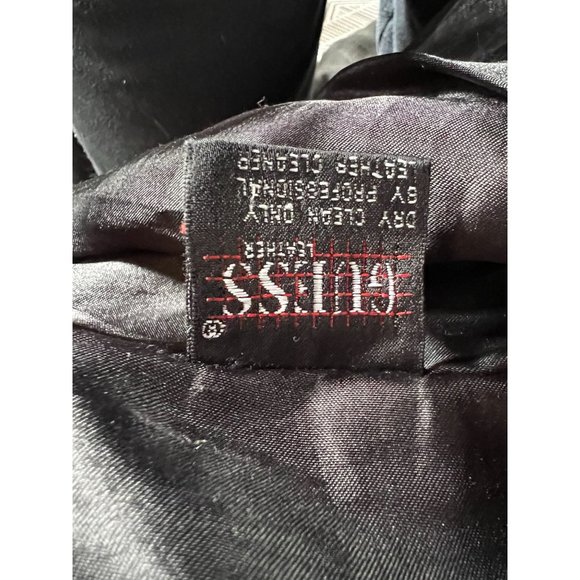 GUESS®
LEATHER
DRY CLEAN ONLY
BY PROFESSIONAL
LEATHER CLEANER